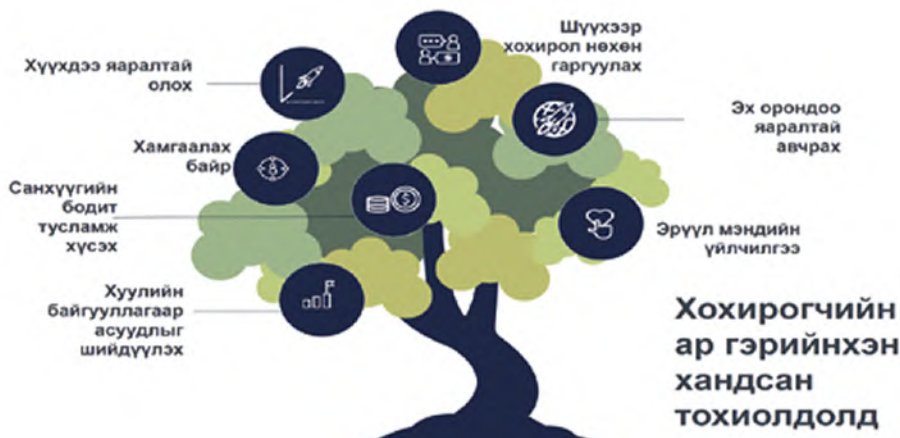 Хүүхдээ яаралтай
олох
Шүүхээр
хохирол нөхөн
гаргуулах
Хамгаалах
байр
Эх орондоо
яаралтай
авчрах
Санхүүгийн
бодит
тусламж
хүсэх
Эрүүл мэндийн
үйлчилгээ
Хуулийн
байгууллагаар
асуудлыг
шийдүүлэх
Хохирогчийн
ар гэрийнхэн
хандсан
тохиолдолд